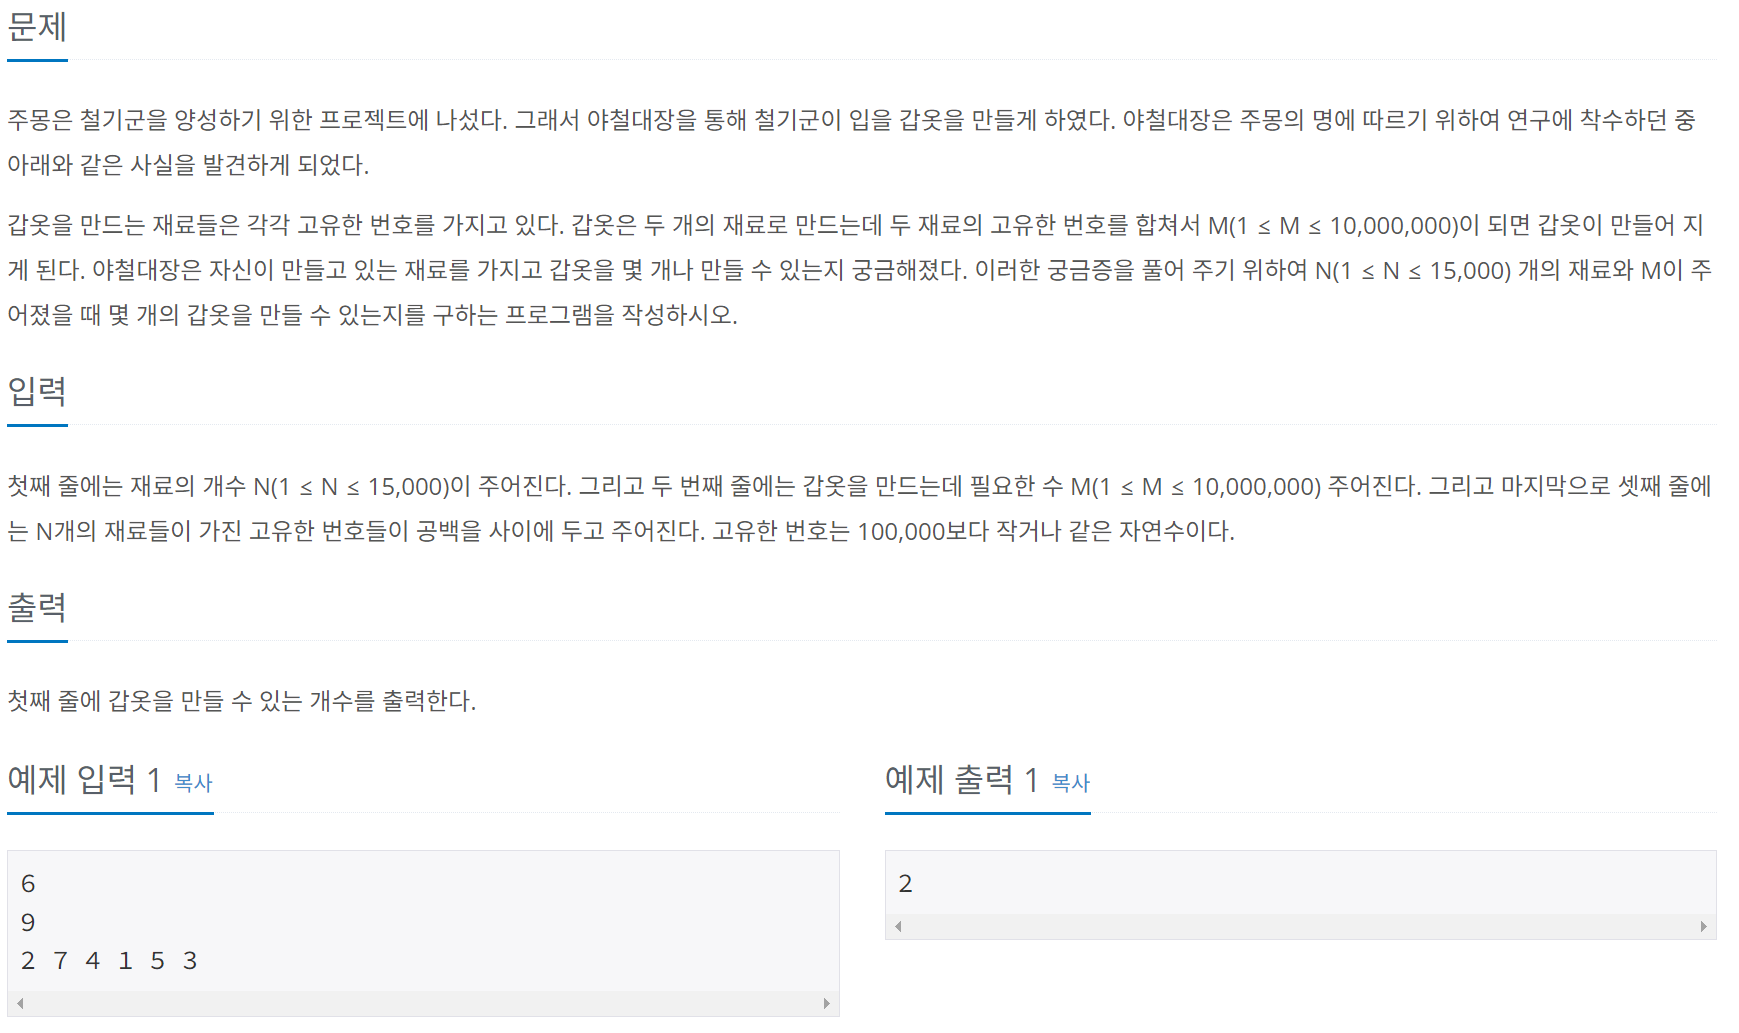 문제
주몽은 철기군을 양성하기 위한 프로젝트에 나섰다. 그래서 야철대장을 통해 철기군이 입을 갑옷을 만들게 하였다. 야철대장은 주몽의 명에 따르기 위하여 연구에 착수하던 중
아래와 같은 사실을 발견하게 되었다.
갑옷을 만드는 재료들은 각각 고유한 번호를 가지고 있다. 갑옷은 두 개의 재료로 만드는데 두 재료의 고유한 번호를 합쳐서 M(1 ≤ M ≤ 10,000,000)이 되면 갑옷이 만들어 지
게 된다. 야철대장은 자신이 만들고 있는 재료를 가지고 갑옷을 몇 개나 만들 수 있는지 궁금해졌다. 이러한 궁금증을 풀어 주기 위하여 N(1 ≤ N ≤ 15,000) 개의 재료와 M이 주
어졌을 때 몇 개의 갑옷을 만들 수 있는지를 구하는 프로그램을 작성하시오.
입력
첫째 줄에는 재료의 개수 N(1 ≤ N ≤ 15,000)이 주어진다. 그리고 두 번째 줄에는 갑옷을 만드는데 필요한 수 M(1 ≤ M ≤ 10,000,000) 주어진다. 그리고 마지막으로 셋째 줄에
는 N개의 재료들이 가진 고유한 번호들이 공백을 사이에 두고 주어진다. 고유한 번호는 100,000보다 작거나 같은 자연수이다.
출력
첫째 줄에 갑옷을 만들 수 있는 개수를 출력한다.
예제 입력 1 복사
6
9
2 7 4 1 5 3
예제 출력 1 복사
2